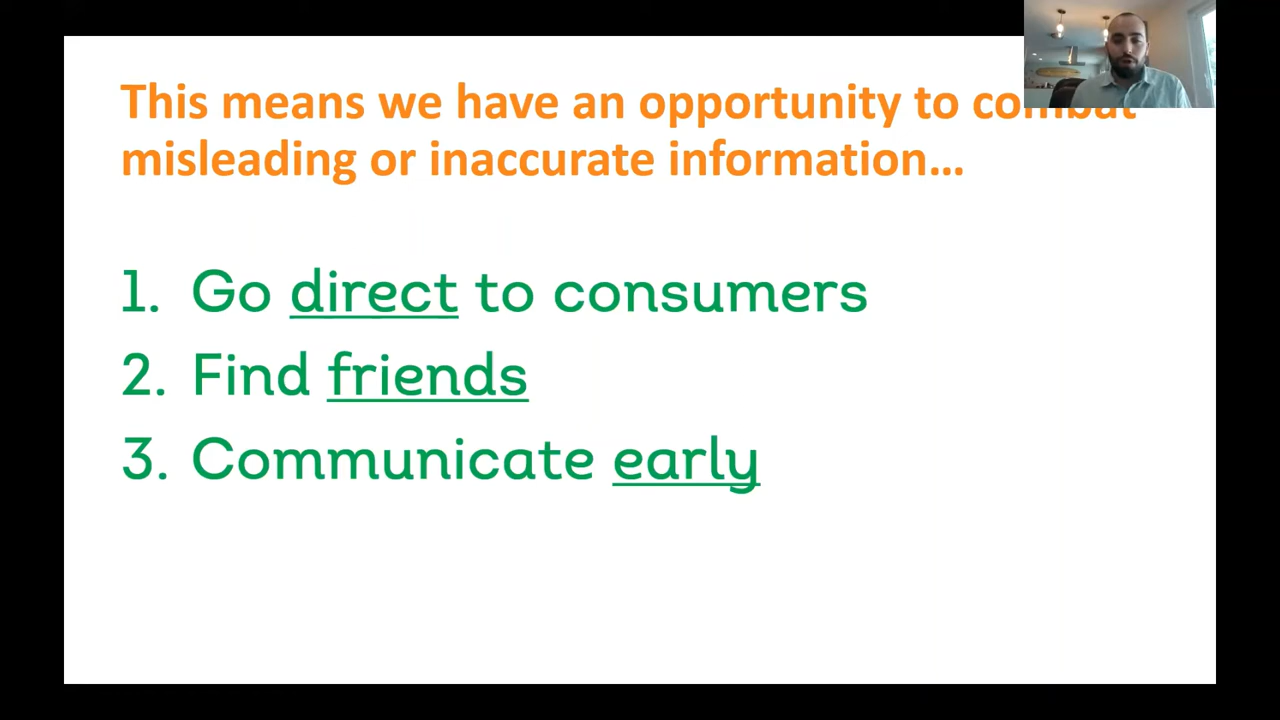 This means we have an opportunity to combat
misleading or inaccurate information…
1. Go direct to consumers
2. Find friends
3. Communicate early